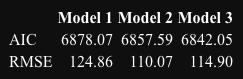 Model 1 Model 2 Model 3
AIC 6878.07 6857.59 6842.05
RMSE 124.86 110.07 114.90